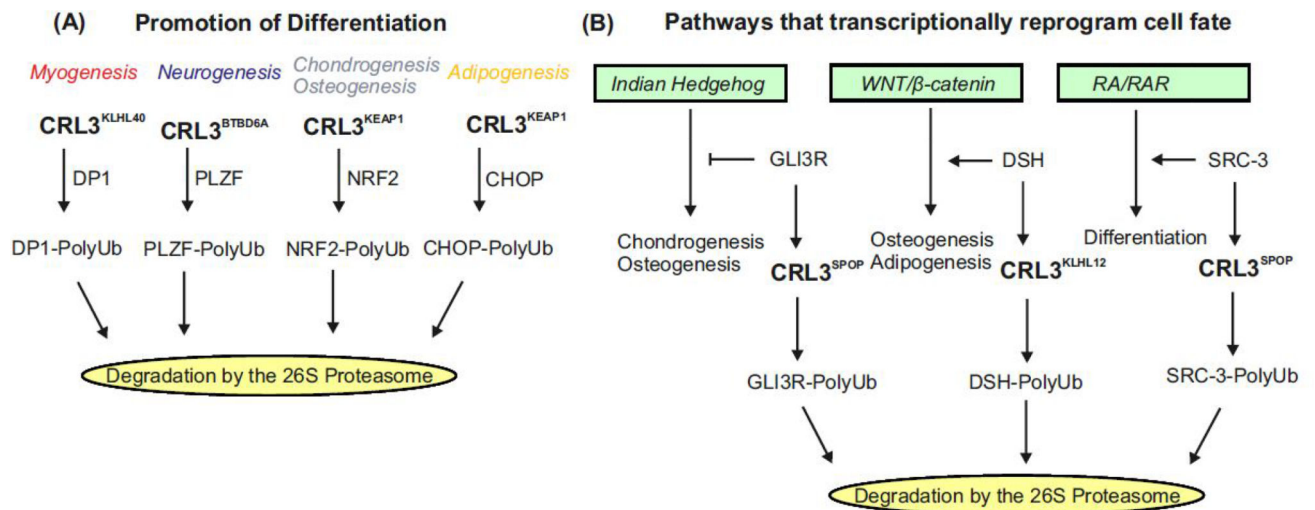 (A) Promotion of Differentiation
Myogenesis
Neurogenesis
Chondrogenesis
Osteogenesis
Adipogenesis
CRL3KLHL40
CRL3BTBD6A
CRL3KEAP1
CRL3KEAP1
DP1
PLZF
NRF2
CHOP
DP1-PolyUb
PLZF-PolyUb
NRF2-PolyUb
CHOP-PolyUb
Degradation by the 26S Proteasome
(B) Pathways that transcriptionally reprogram cell fate
Indian Hedgehog
WNT/β-catenin
RA/RAR
GLI3R
DSH
SRC-3
Chondrogenesis
Osteogenesis
Osteogenesis
Adipogenesis
Differentiation
CRL3SPOP
CRL3KLHL12
CRL3SPOP
GLI3R-PolyUb
DSH-PolyUb
SRC-3-PolyUb
Degradation by the 26S Proteasome